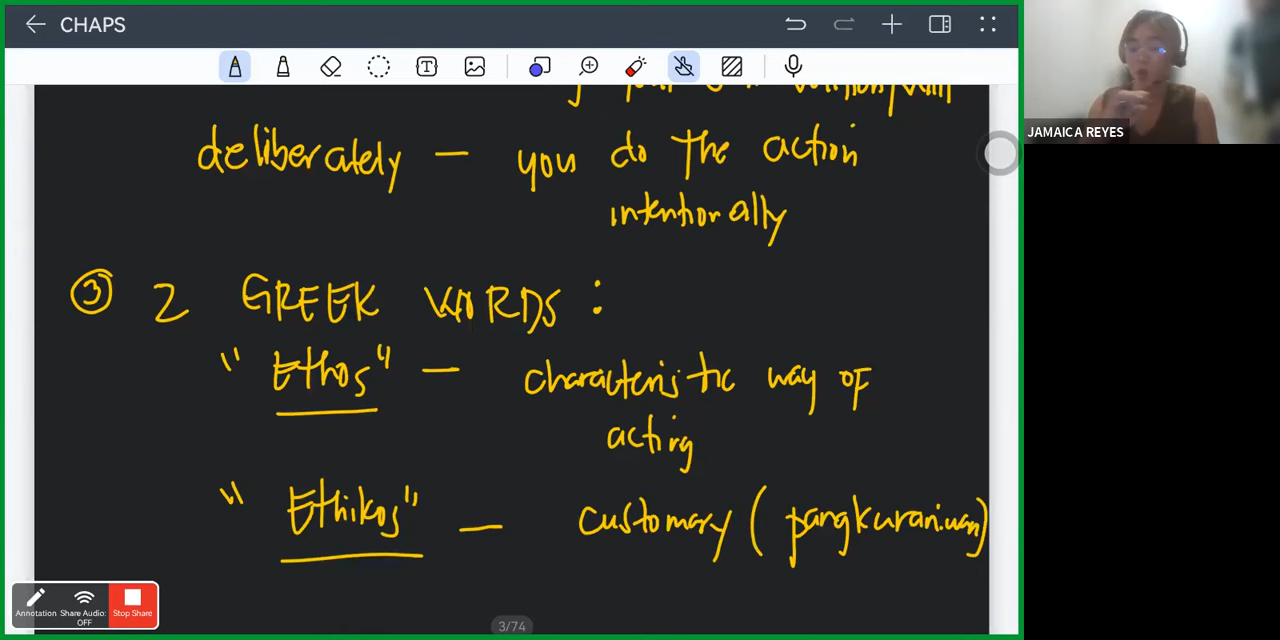 CHAPS
JAMAICA REYES
deliberately — you do the action
intentionally
③ 2 GREEK WORDS:
"Ethos" — characteristic way of
acting
"Ethikos" — customary (pangkuraniwan)
Annotation Share Audio: OFF Stop Share
3/74